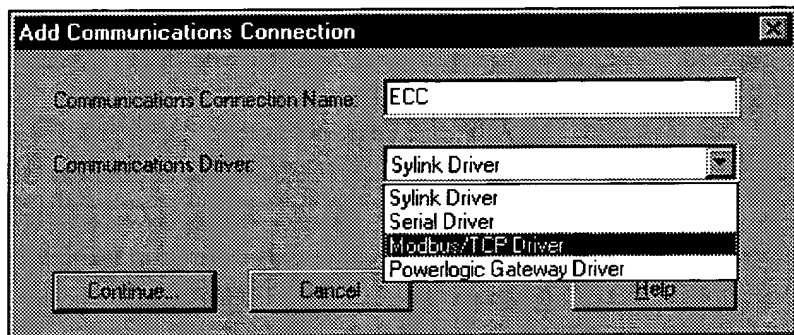 Add Communications Connection
Communications Connection Name:
ECC
Communications Driver:
Sylink Driver
Sylink Driver
Serial Driver
Modbus/TCP Driver
Powerlogic Gateway Driver
Continue...
Cancel
Help